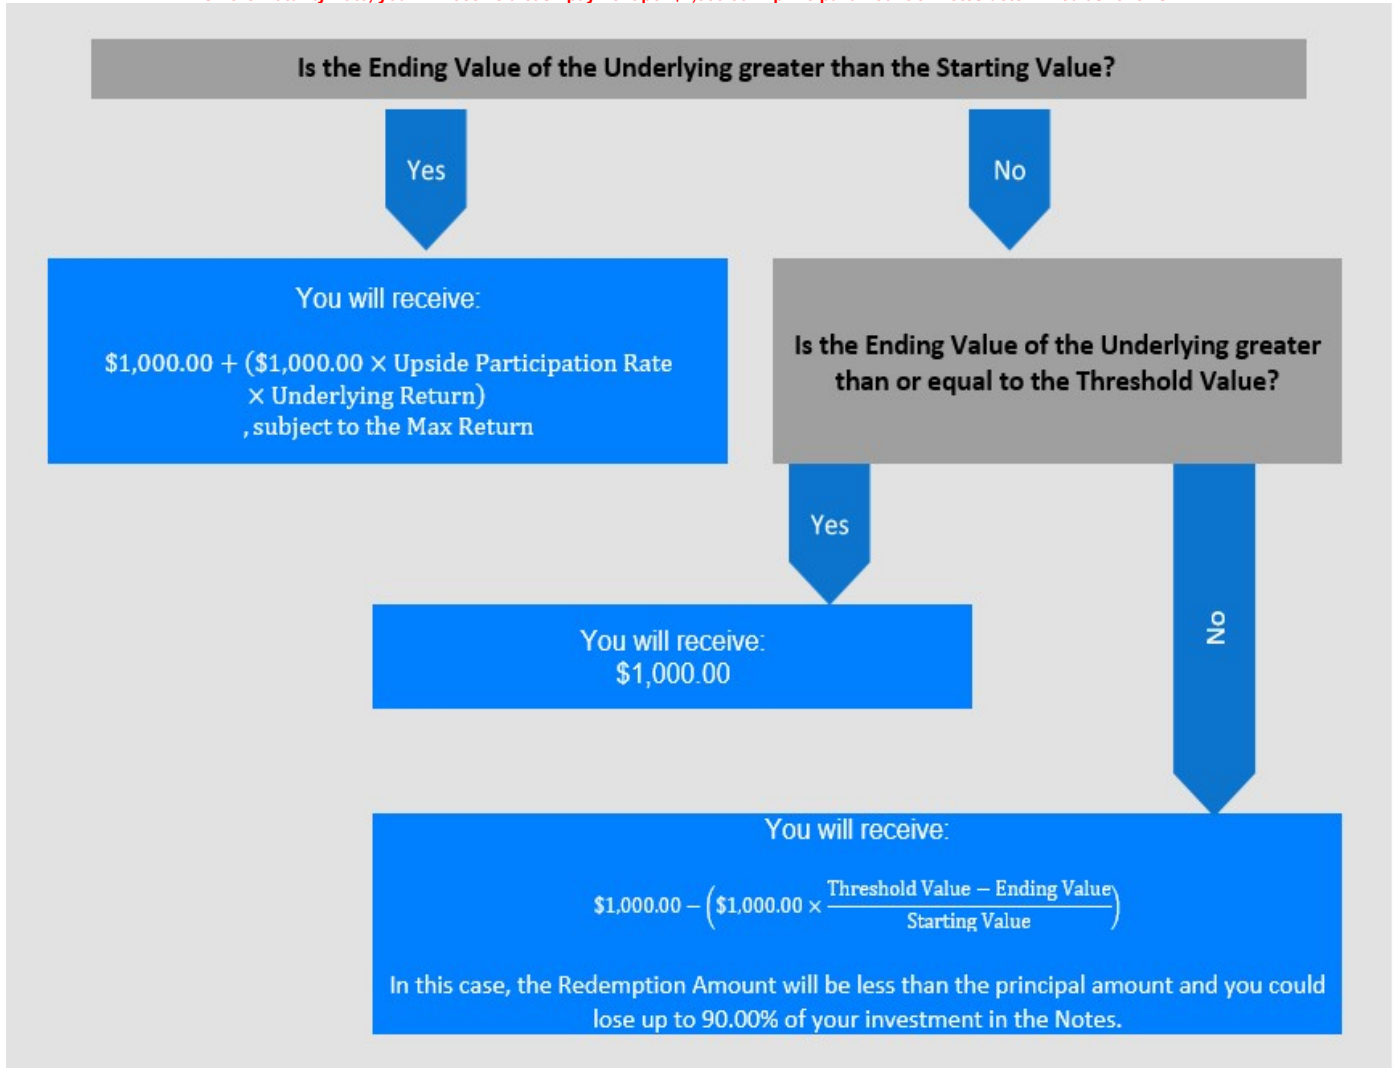 Is the Ending Value of the Underlying greater than the Starting Value?
Yes
No
You will receive:
$1,000.00 + ($1,000.00 × Upside Participation Rate
× Underlying Return)
, subject to the Max Return
Is the Ending Value of the Underlying greater
than or equal to the Threshold Value?
Yes
No
You will receive:
$1,000.00
You will receive:
$1,000.00 − ($1,000.00 × Threshold Value − Ending Value
Starting Value)
In this case, the Redemption Amount will be less than the principal amount and you could
lose up to 90.00% of your investment in the Notes.